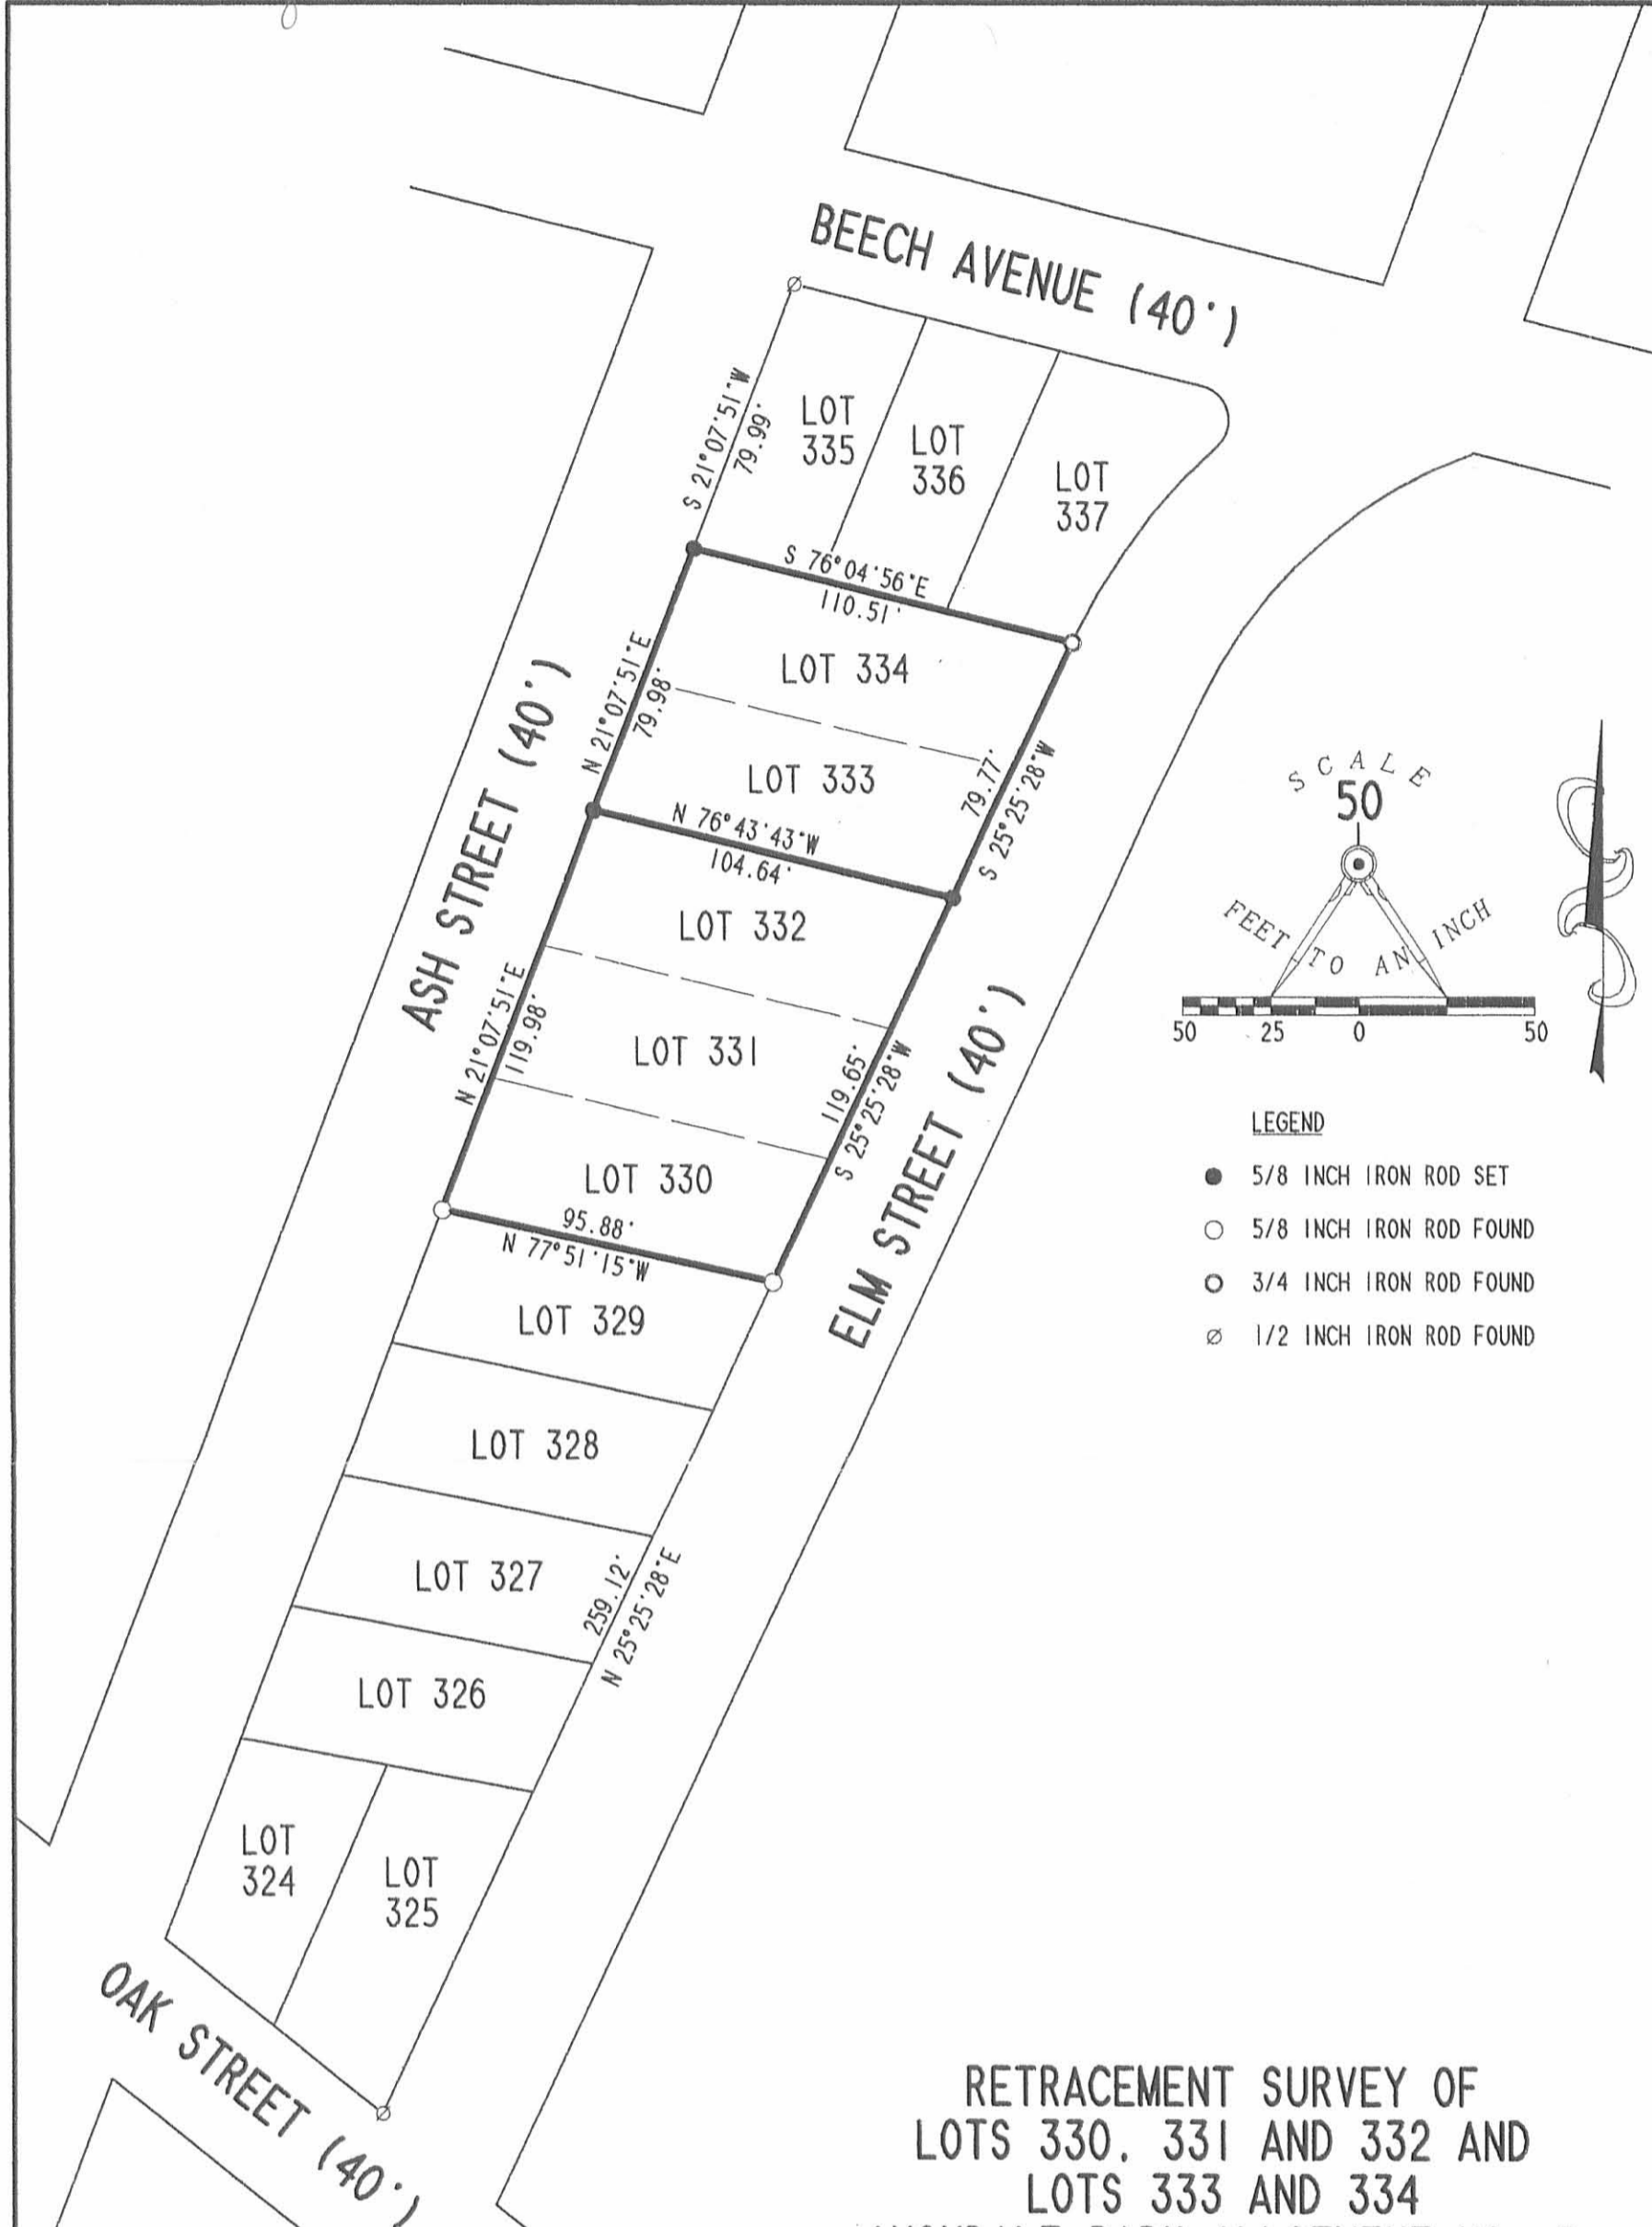 BEECH AVENUE (40')
S 21°07'51"W
79.99'
LOT
335
LOT
336
LOT
337
S 76°04'56"E
110.51'
LOT 334
N 21°07'51"E
79.98'
LOT 333
79.77'
S 25°25'28"W
N 76°43'43"W
104.64'
ASH STREET (40')
LOT 332
N 21°07'51"E
119.98'
LOT 331
119.65'
S 25°25'28"W
LOT 330
95.88'
N 77°51'15"W
ELM STREET (40')
LOT 329
LOT 328
LOT 327
259.12'
N 25°25'28"E
LOT 326
LOT
324
LOT
325
OAK STREET (40')
SCALE
50
FEET TO AN INCH
50 25 0 50
LEGEND
5/8 INCH IRON ROD SET
5/8 INCH IRON ROD FOUND
3/4 INCH IRON ROD FOUND
1/2 INCH IRON ROD FOUND
RETRACEMENT SURVEY OF
LOTS 330, 331 AND 332 AND
LOTS 333 AND 334